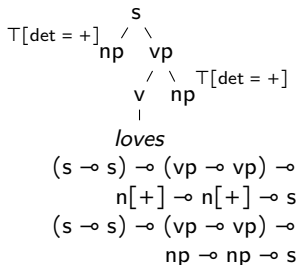 s
⊤[det = +]
np vp
⊤[det = +]
v np
loves
(s ⊸ s) ⊸ (vp ⊸ vp) ⊸
n[+] ⊸ n[+] ⊸ s
(s ⊸ s) ⊸ (vp ⊸ vp) ⊸
np ⊸ np ⊸ s